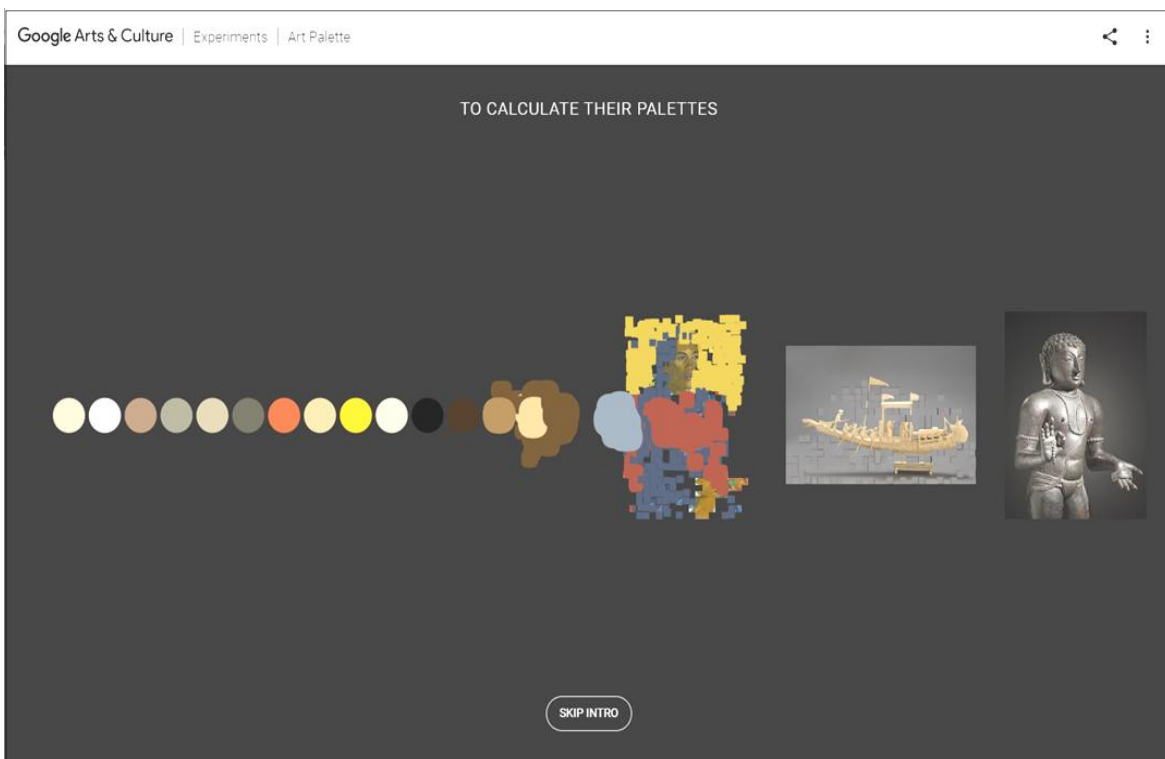 Google Arts & Culture | Experiments | Art Palette
TO CALCULATE THEIR PALETTES
SKIP INTRO